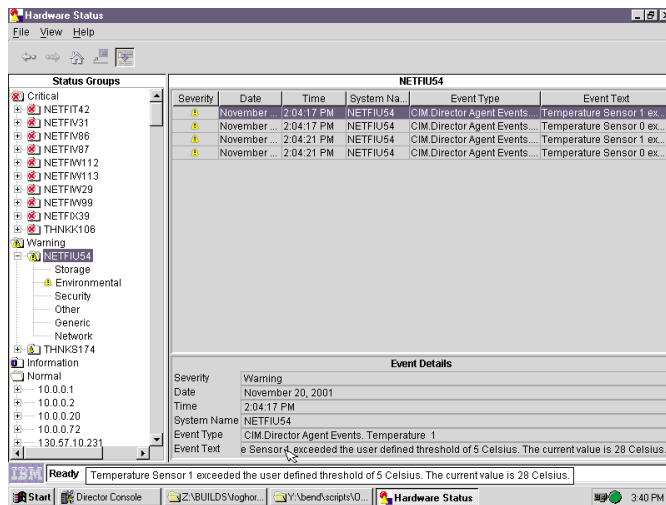 Hardware Status
File View Help
Status Groups
NETFIU54
Critical
NETFIT42
NETFIV31
NETFIV86
NETFIV87
NETFIW112
NETFIW113
NETFIW29
NETFIW99
NETFIX39
THNKK106
Warning
NETFIU54
Storage
Environmental
Security
Other
Generic
Network
THNKS174
Information
Normal
10.0.0.1
10.0.0.2
10.0.0.20
10.0.0.72
130.57.10.231
Severity Date Time System Na... Event Type Event Text
November ... 2:04:17 PM NETFIU54 CIM.Director Agent Events.... Temperature Sensor 1 ex...
November ... 2:04:17 PM NETFIU54 CIM.Director Agent Events.... Temperature Sensor 0 ex...
November ... 2:04:21 PM NETFIU54 CIM.Director Agent Events.... Temperature Sensor 1 ex...
November ... 2:04:21 PM NETFIU54 CIM.Director Agent Events.... Temperature Sensor 0 ex...
Event Details
Severity Warning
Date November 20, 2001
Time 2:04:17 PM
System Name NETFIU54
Event Type CIM.Director Agent Events. Temperature 1
Event Text e Sensor 1 exceeded the user defined threshold of 5 Celsius. The current value is 28 Celsius.
IBM Ready Temperature Sensor 1 exceeded the user defined threshold of 5 Celsius. The current value is 28 Celsius.
Start Director Console Z:\BUILDS\foghor... Y:\bend\scripts\0... Hardware Status 3:40 PM